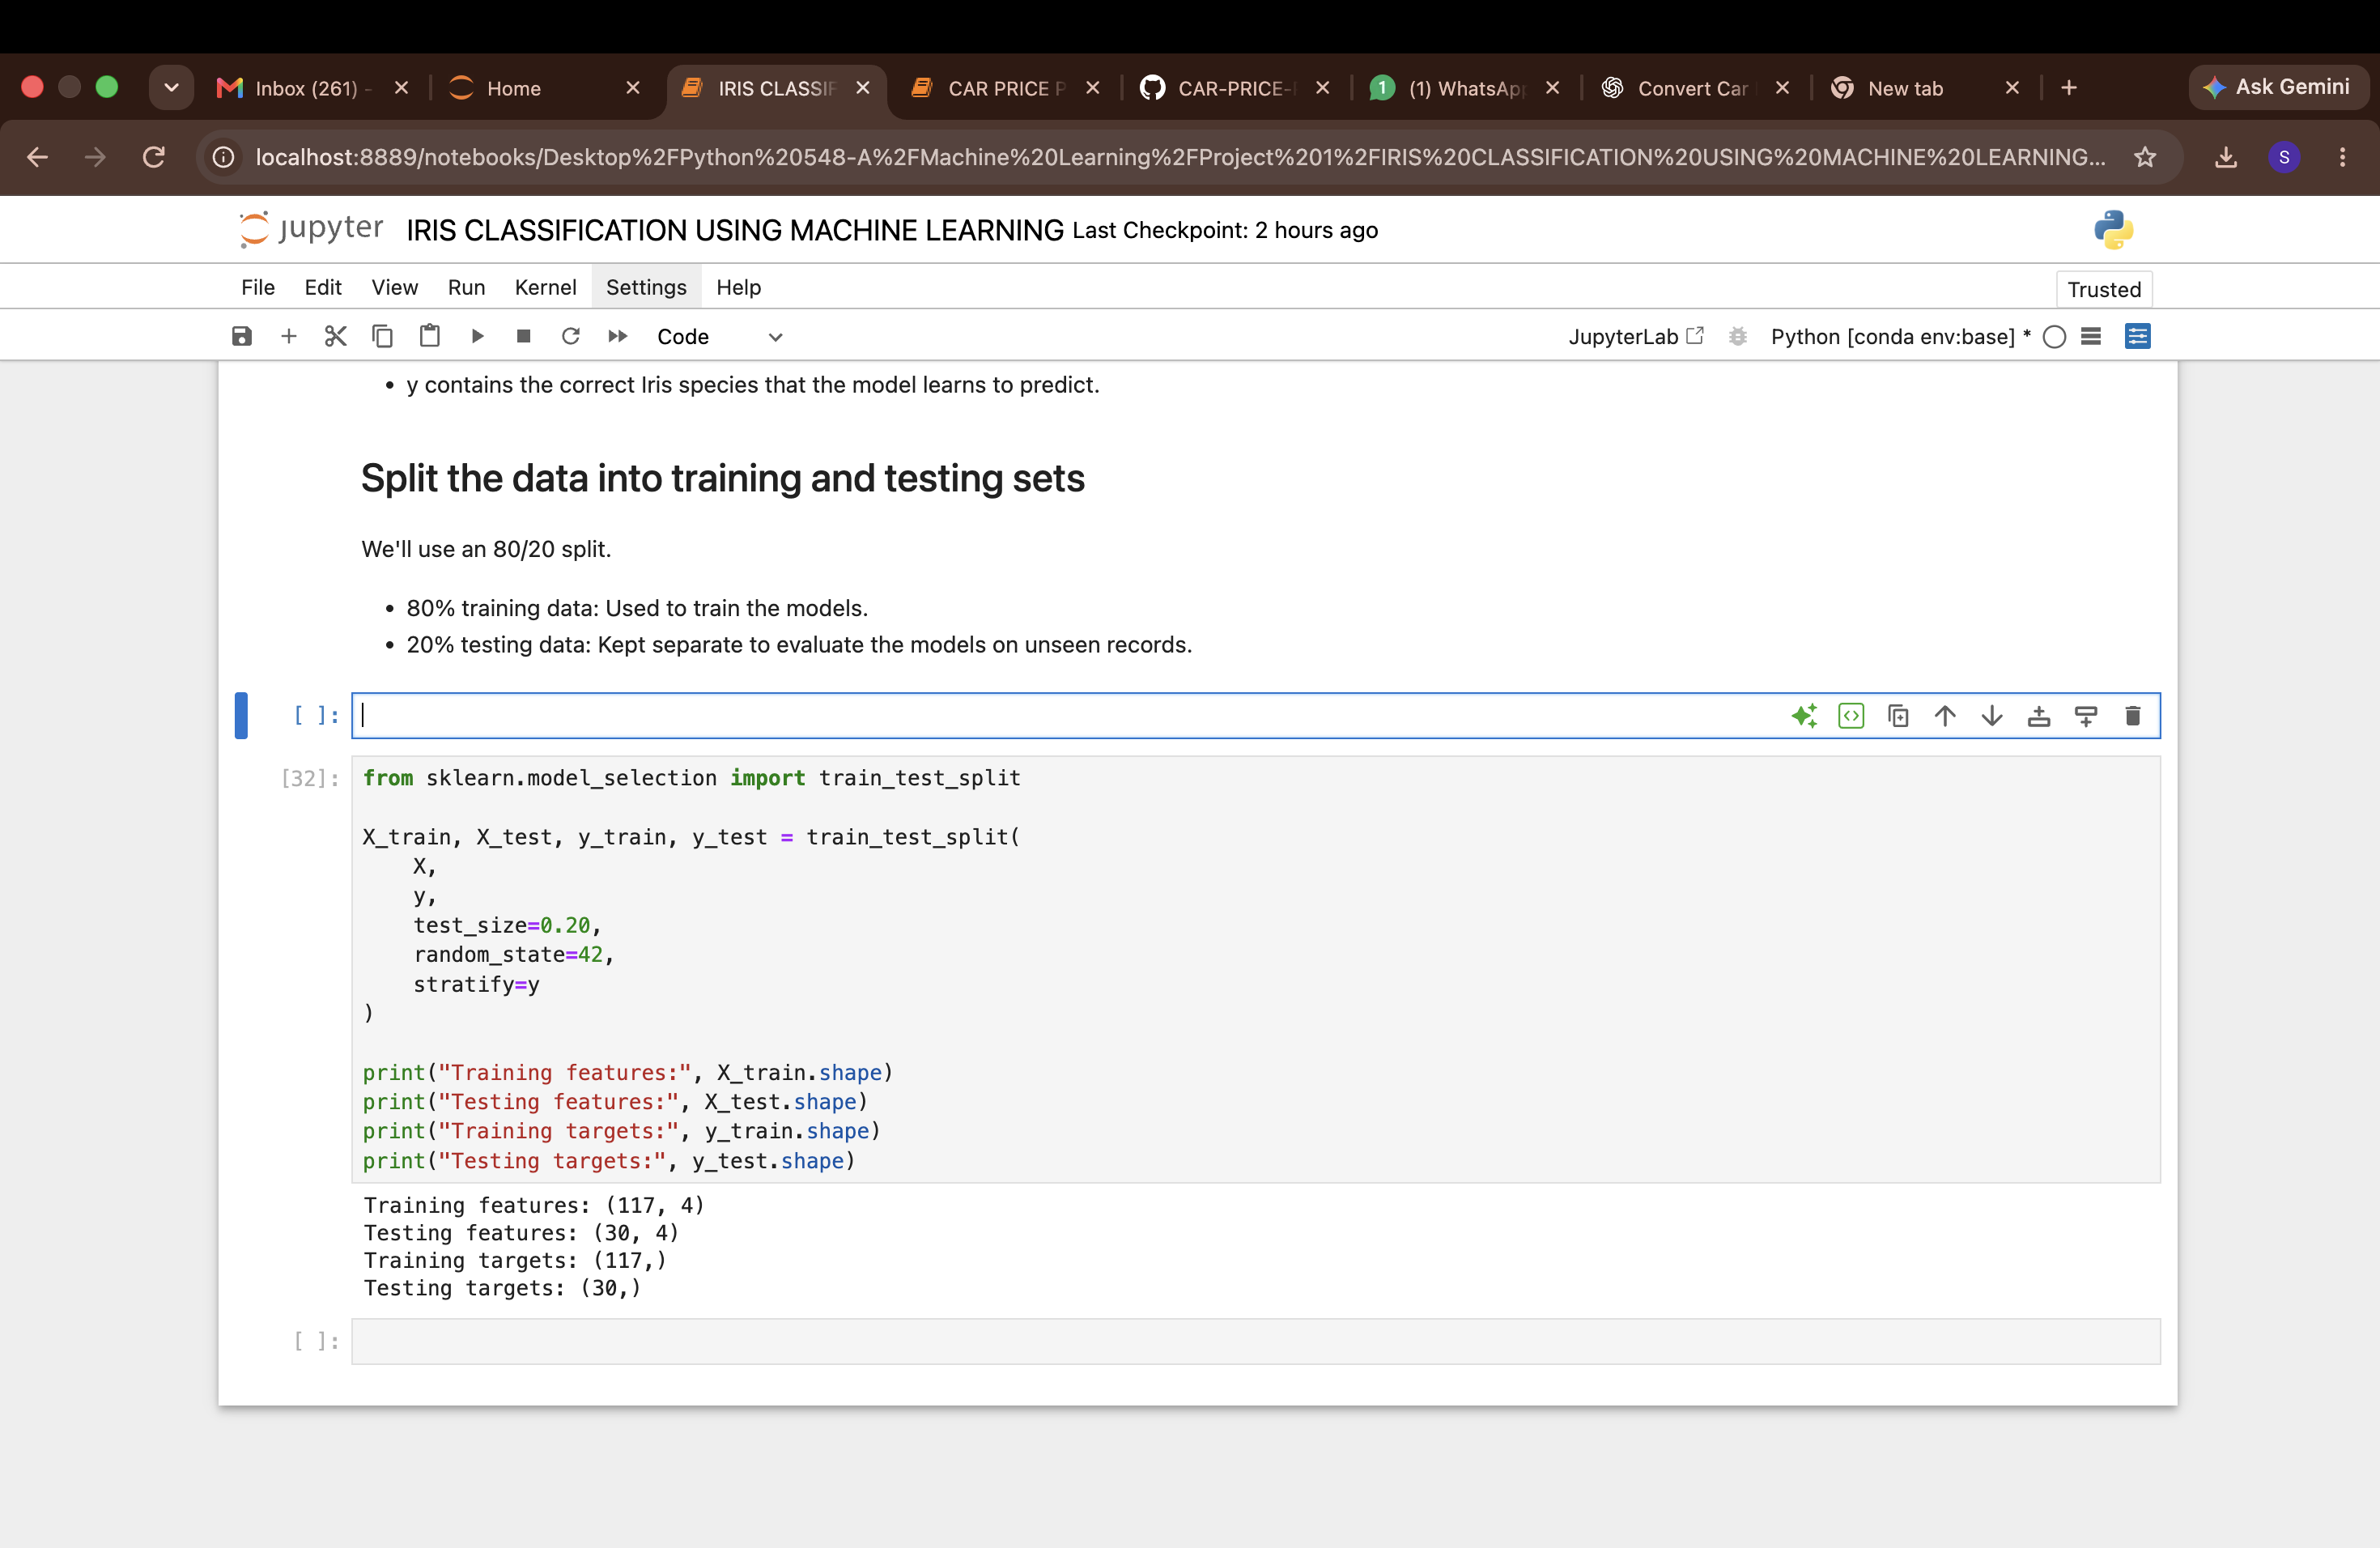 Inbox (261) -
Home
IRIS CLASSIF
CAR PRICE P
CAR-PRICE-
1 (1) WhatsAp
Convert Car
New tab
Ask Gemini
localhost:8889/notebooks/Desktop%2FPython%20548-A%2FMachine%20Learning%2FProject%201%2FIRIS%20CLASSIFICATION%20USING%20MACHINE%20LEARNING...
S
jupyter IRIS CLASSIFICATION USING MACHINE LEARNING Last Checkpoint: 2 hours ago
File Edit View Run Kernel Settings Help
Trusted
Code
JupyterLab
Python [conda env:base] *
• y contains the correct Iris species that the model learns to predict.
Split the data into training and testing sets
We'll use an 80/20 split.
• 80% training data: Used to train the models.
• 20% testing data: Kept separate to evaluate the models on unseen records.
[ ]:
[32]: from sklearn.model_selection import train_test_split
X_train, X_test, y_train, y_test = train_test_split(
    X,
    y,
    test_size=0.20,
    random_state=42,
    stratify=y
)
print("Training features:", X_train.shape)
print("Testing features:", X_test.shape)
print("Training targets:", y_train.shape)
print("Testing targets:", y_test.shape)
Training features: (117, 4)
Testing features: (30, 4)
Training targets: (117,)
Testing targets: (30,)
[ ]: